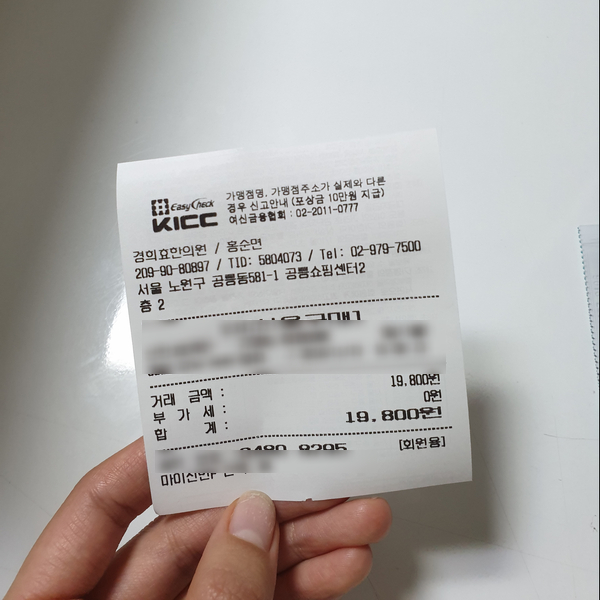 EasyCheck
KICC
가맹점명, 가맹점주소가 실제와 다른
경우 신고안내 (포상금 10만원 지급)
여신금융협회 : 02-2011-0777
경희효한의원 / 홍순면
209-90-80897 / TID: 5804073 / Tel: 02-979-7500
서울 노원구 공릉동581-1 공릉쇼핑센터2
층 2
거래 금액 : 19,800원
부 가 세 : 0원
합 계 : 19,800원
[회원용]